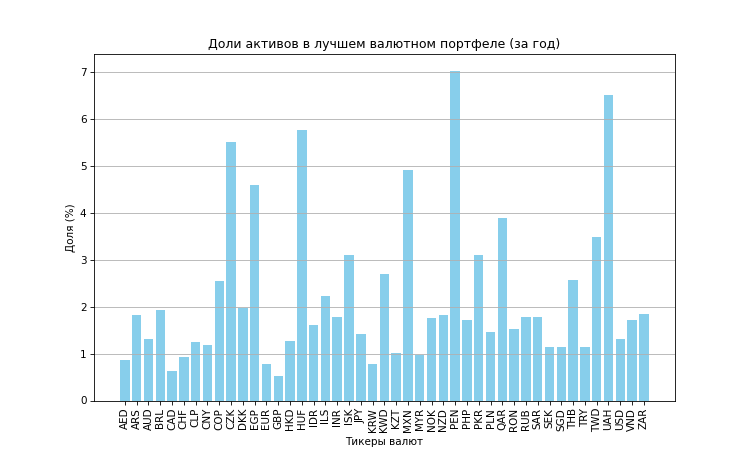 Доли активов в лучшем валютном портфеле (за год)
Доля (%)
7
6
5
4
3
2
1
0
AED ARS AUD BRL CAD CHF CLP CNY COP CZK DKK EGP EUR GBP HKD HUF IDR ILS INR ISK JPY KRW KWD KZT MXN MYR NOK NZD PEN PHP PKR PLN QAR RON RUB SAR SEK SGD THB TRY TWD UAH USD VND ZAR
Тикеры валют